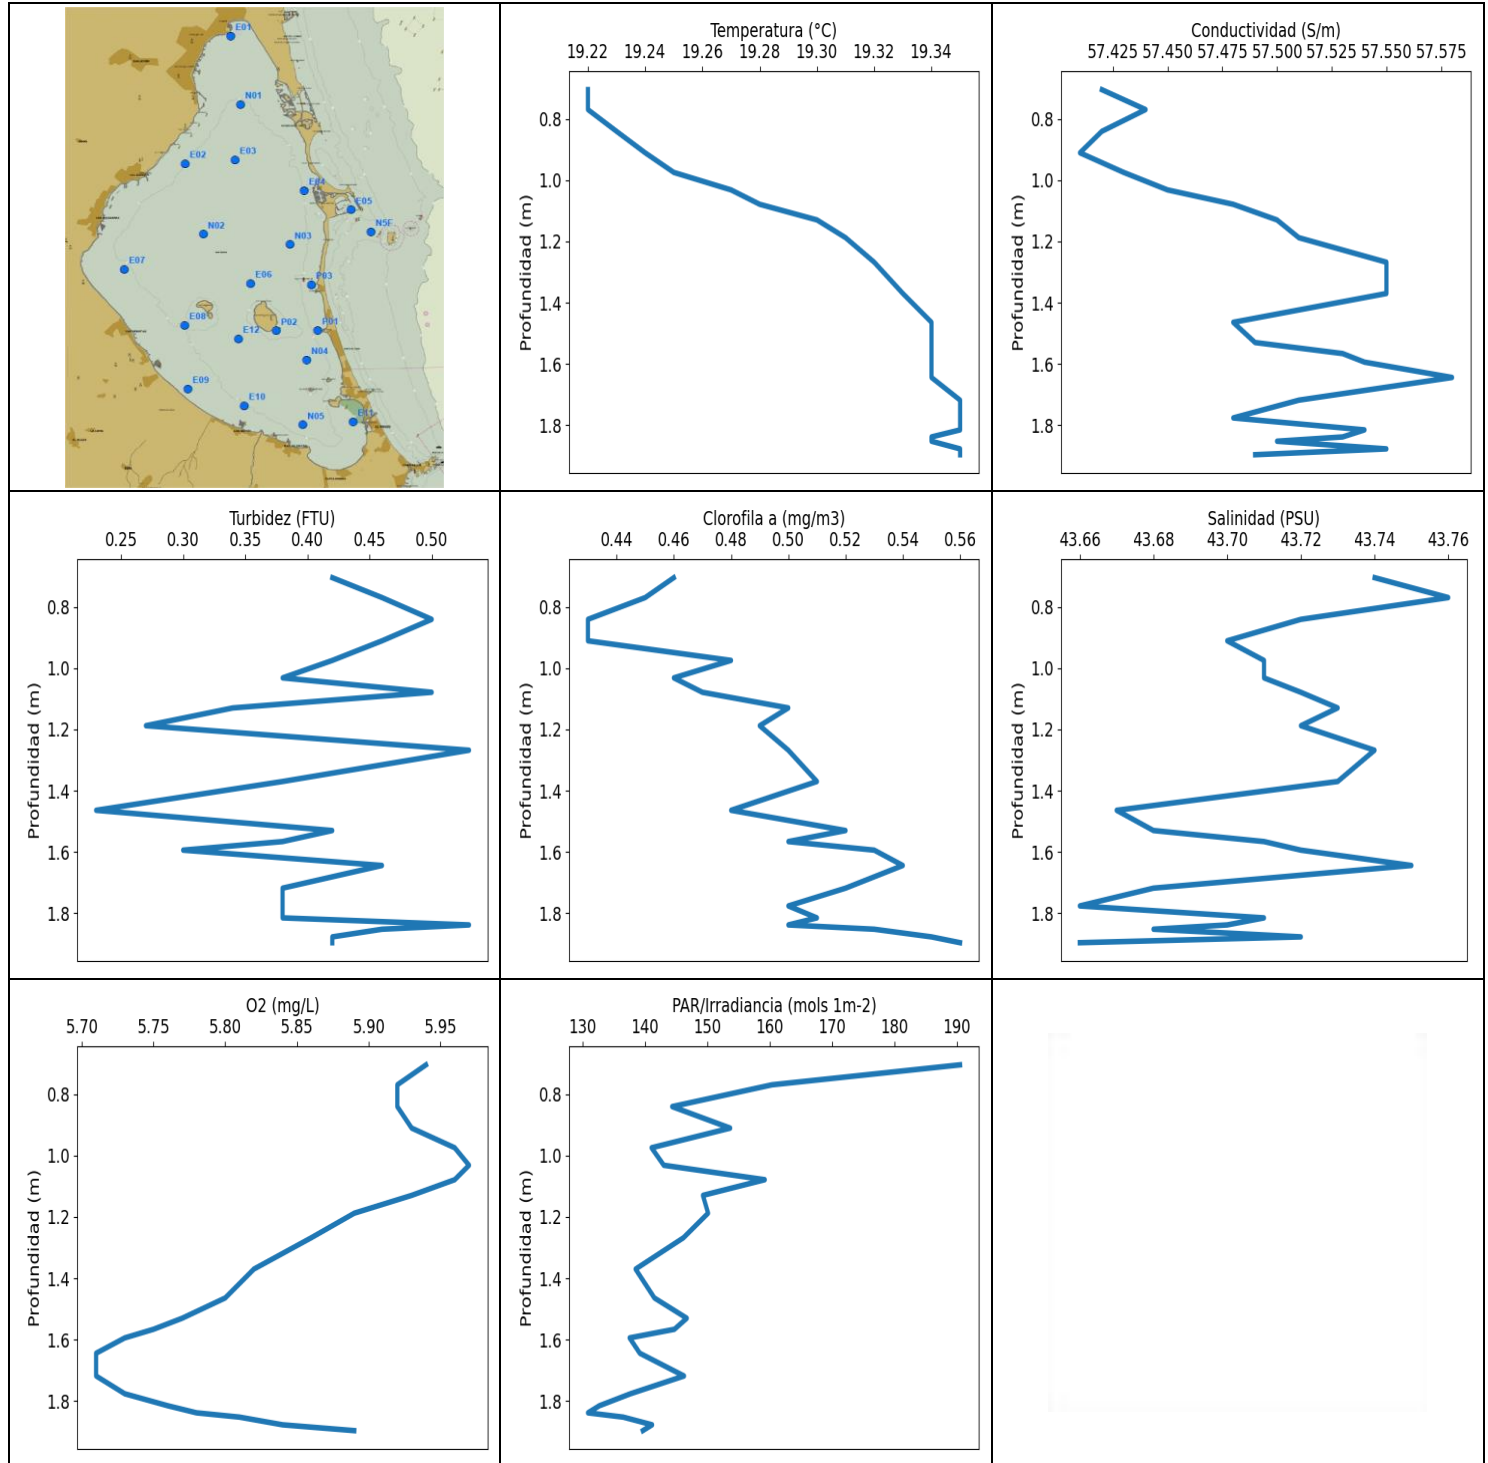 E01
N01
E02
E03
E04
E05
N5F
N02
N03
E07
E06
P03
E08
P02
P01
E12
N04
E09
E10
N05
E11
Temperatura (°C)
19.22 19.24 19.26 19.28 19.30 19.32 19.34
Profundidad (m)
0.8
1.0
1.2
1.4
1.6
1.8
Conductividad (S/m)
57.425 57.450 57.475 57.500 57.525 57.550 57.575
Profundidad (m)
0.8
1.0
1.2
1.4
1.6
1.8
Turbidez (FTU)
0.25 0.30 0.35 0.40 0.45 0.50
Profundidad (m)
0.8
1.0
1.2
1.4
1.6
1.8
Clorofila a (mg/m3)
0.44 0.46 0.48 0.50 0.52 0.54 0.56
Profundidad (m)
0.8
1.0
1.2
1.4
1.6
1.8
Salinidad (PSU)
43.66 43.68 43.70 43.72 43.74 43.76
Profundidad (m)
0.8
1.0
1.2
1.4
1.6
1.8
O2 (mg/L)
5.70 5.75 5.80 5.85 5.90 5.95
Profundidad (m)
0.8
1.0
1.2
1.4
1.6
1.8
PAR/Irradiancia (mols 1m-2)
130 140 150 160 170 180 190
Profundidad (m)
0.8
1.0
1.2
1.4
1.6
1.8